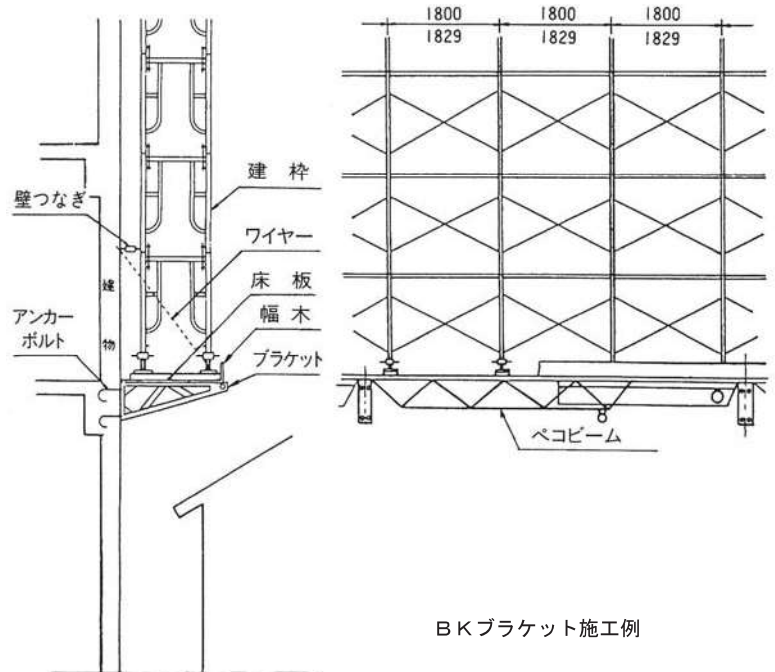 1800 1800 1800
1829 1829 1829
建枠
壁つなぎ
ワイヤー
床板
幅木
ブラケット
建物
アンカー
ボルト
ペコビーム
BKブラケット施工例